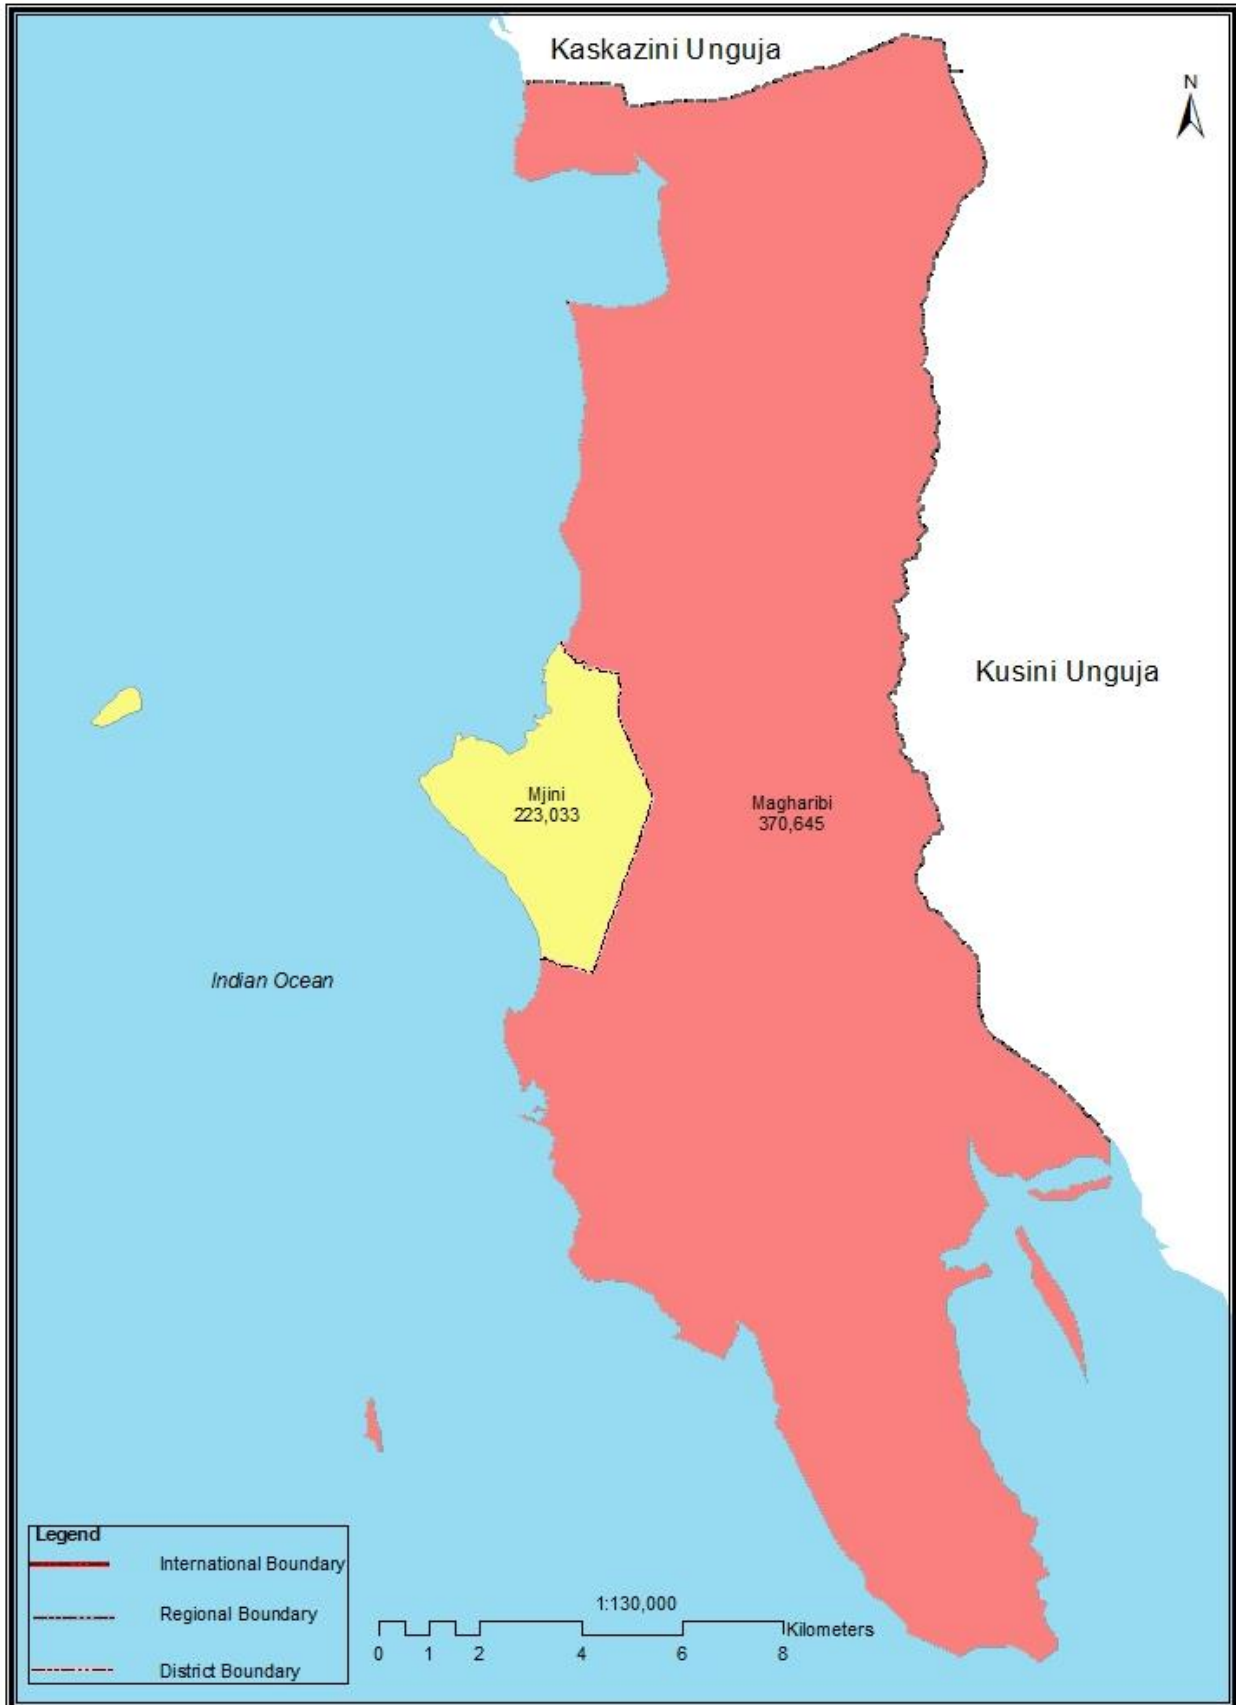 Kaskazini Unguja
N
Kusini Unguja
Mjini
223,033
Magharibi
370,645
Indian Ocean
Legend
International Boundary
Regional Boundary
District Boundary
1:130,000
Kilometers
0 1 2 4 6 8